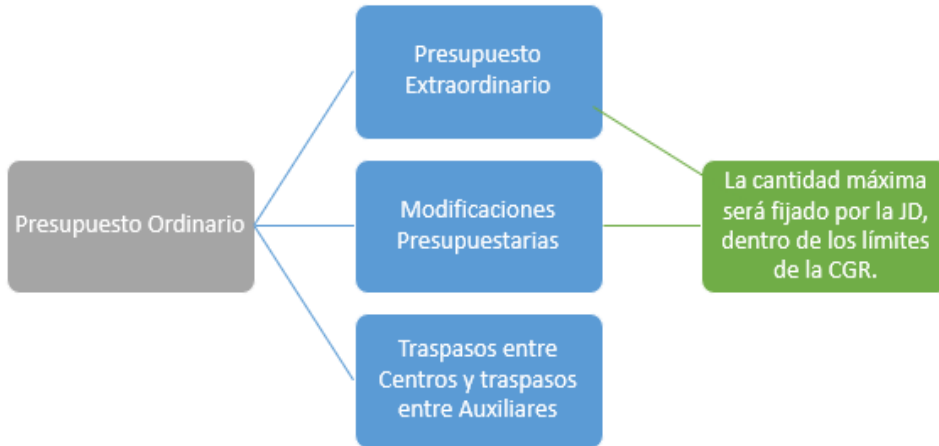 Presupuesto
Extraordinario
Presupuesto Ordinario
Modificaciones
Presupuestarias
La cantidad máxima
será fijado por la JD,
dentro de los límites
de la CGR.
Traspasos entre
Centros y traspasos
entre Auxiliares